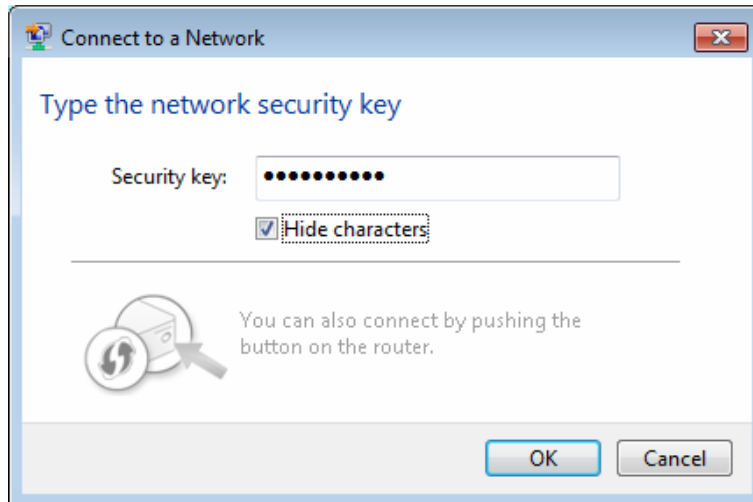 Connect to a Network
Type the network security key
Security key: ••••••••••
Hide characters
You can also connect by pushing the
button on the router.
OK Cancel